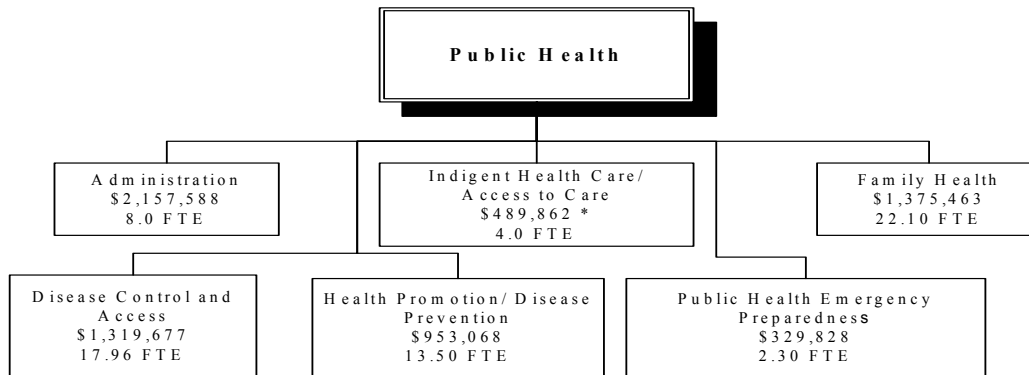 Public Health
Administration
$2,157,588
8.0 FTE
Indigent Health Care/
Access to Care
$489,862 *
4.0 FTE
Family Health
$1,375,463
22.10 FTE
Disease Control and
Access
$1,319,677
17.96 FTE
Health Promotion/ Disease
Prevention
$953,068
13.50 FTE
Public Health Emergency
Preparedness
$329,828
2.30 FTE